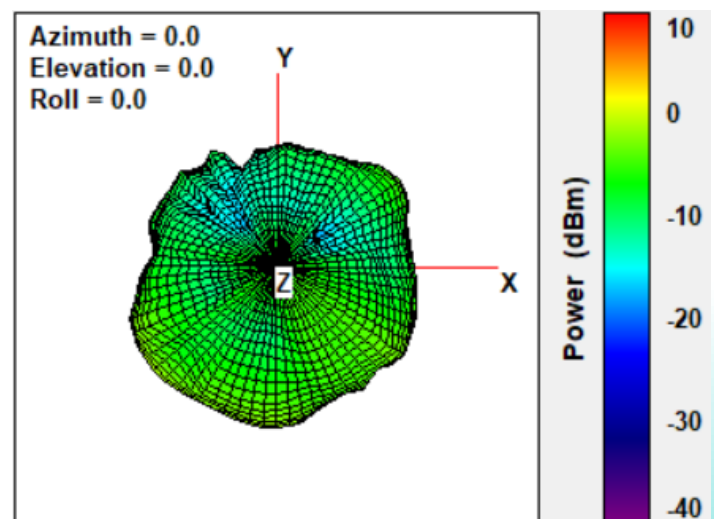 Azimuth = 0.0
Elevation = 0.0
Roll = 0.0
Y
X
Z
Power (dBm)
10
0
-10
-20
-30
-40